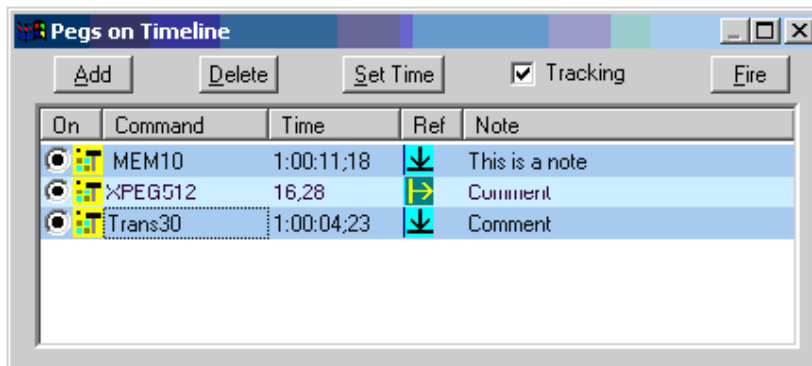 Pegs on Timeline
Add Delete Set Time Tracking Fire
On Command Time Ref Note
MEM10 1:00:11;18 This is a note
XPEG512 16,28 Comment
Trans30 1:00:04;23 Comment